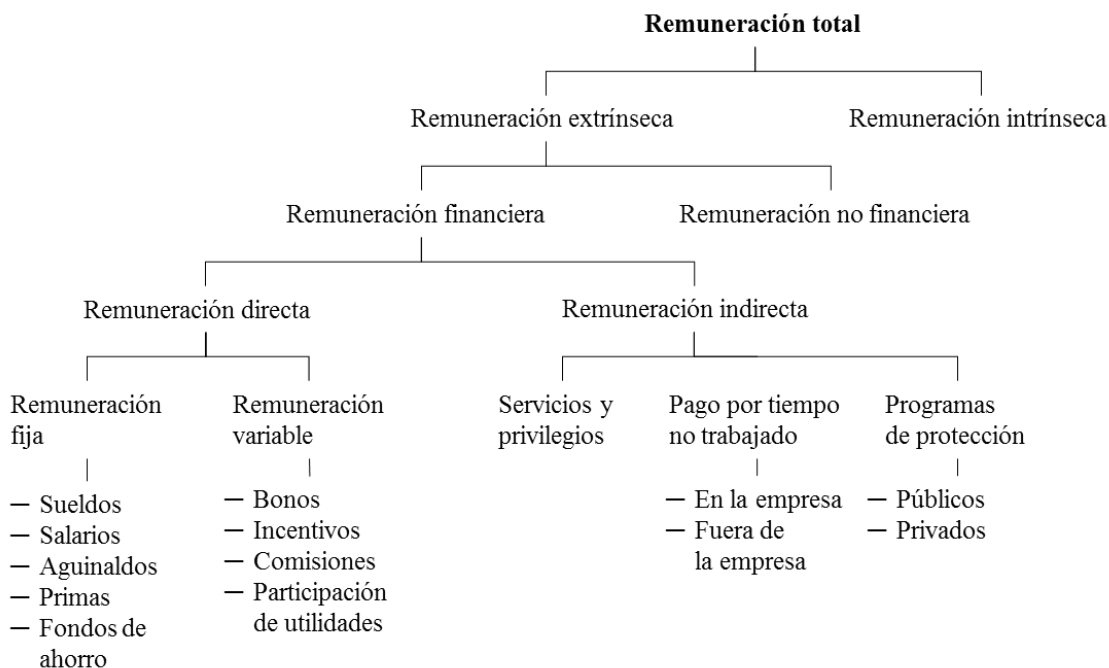 Remuneración total
Remuneración extrínseca
Remuneración intrínseca
Remuneración financiera
Remuneración no financiera
Remuneración directa
Remuneración indirecta
Remuneración
fija
Remuneración
variable
Servicios y
privilegios
Pago por tiempo
no trabajado
Programas
de protección
— Sueldos
— Salarios
— Aguinaldos
— Primas
— Fondos de
ahorro
— Bonos
— Incentivos
— Comisiones
— Participación
de utilidades
— En la empresa
— Fuera de
la empresa
— Públicos
— Privados